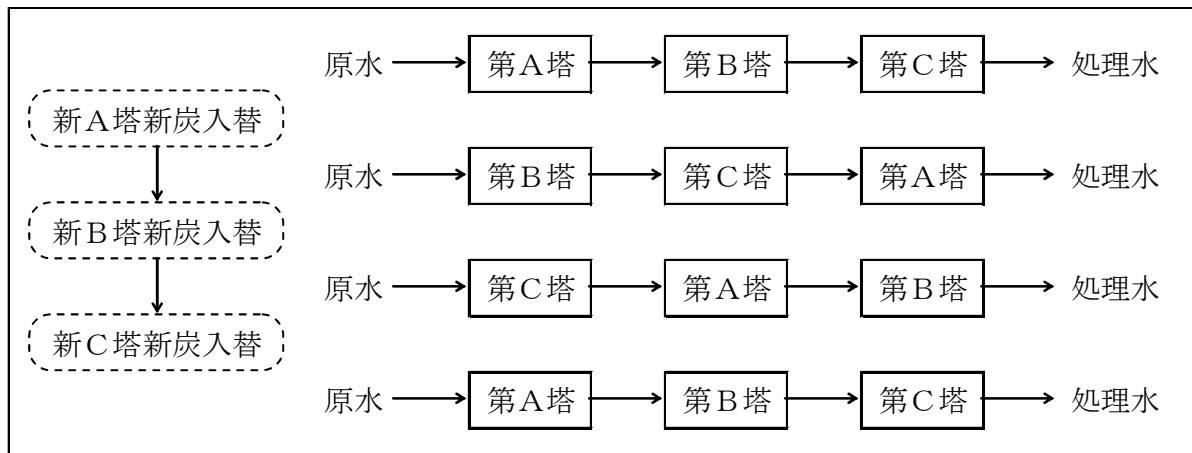 原水 第A塔 第B塔 第C塔 処理水
新A塔新炭入替
原水 第B塔 第C塔 第A塔 処理水
新B塔新炭入替
原水 第C塔 第A塔 第B塔 処理水
新C塔新炭入替
原水 第A塔 第B塔 第C塔 処理水